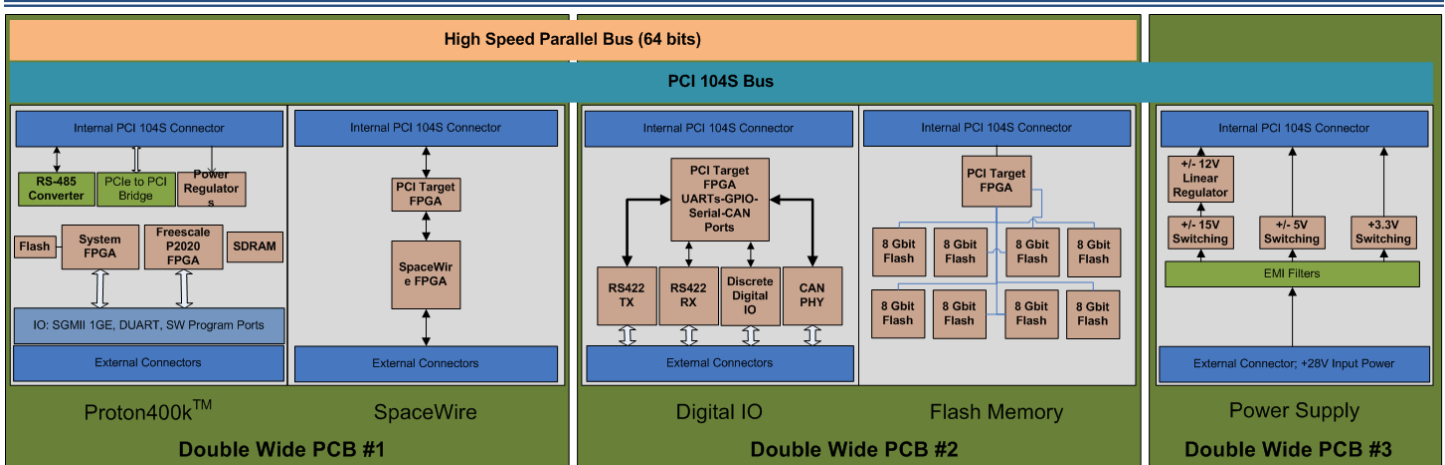 High Speed Parallel Bus (64 bits)
PCI 104S Bus
Internal PCI 104S Connector
RS-485
Converter
PCIe to PCI
Bridge
Power
Regulator
s
Flash
System
FPGA
Freescale
P2020
FPGA
SDRAM
IO: SGMII 1GE, DUART, SW Program Ports
External Connectors
Proton400k™
Internal PCI 104S Connector
PCI Target
FPGA
SpaceWir
e FPGA
External Connectors
SpaceWire
Double Wide PCB #1
Internal PCI 104S Connector
PCI Target
FPGA
UARTs-GPIO-
Serial-CAN
Ports
RS422
TX
RS422
RX
Discrete
Digital
IO
CAN
PHY
External Connectors
Digital IO
Internal PCI 104S Connector
PCI Target
FPGA
8 Gbit
Flash
8 Gbit
Flash
8 Gbit
Flash
8 Gbit
Flash
8 Gbit
Flash
8 Gbit
Flash
8 Gbit
Flash
8 Gbit
Flash
Flash Memory
Double Wide PCB #2
Internal PCI 104S Connector
+/- 12V
Linear
Regulator
+/- 15V
Switching
+/- 5V
Switching
+3.3V
Switching
EMI Filters
External Connector; +28V Input Power
Power Supply
Double Wide PCB #3